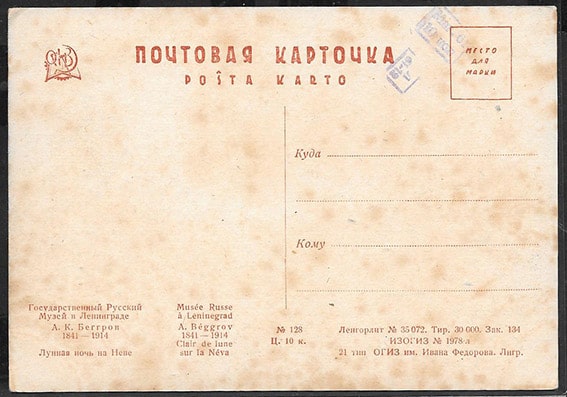 ПОЧТОВАЯ КАРТОЧКА
POŜTA KARTO
МЕСТО
ДЛЯ
МАРКИ
Куда
Кому
Государственный Русский
Музей в Ленинграде
А. К. Беггров
1841—1914
Лунная ночь на Неве
Musée Russe
à Leninegrad
A. Béggrov
1841—1914
Clair de lune
sur la Néva
№ 128
Ц. 10 к.
Ленгорлит № 35072. Тир. 30 000. Зак. 134
ИЗОГИЗ № 1978-л
21 тип ОГИЗ им. Ивана Федорова. Лигр.